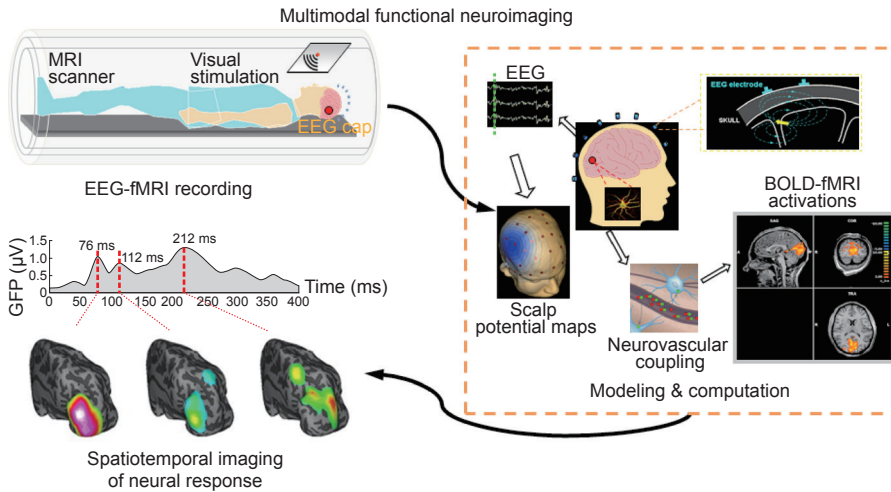 Multimodal functional neuroimaging
MRI
scanner
Visual
stimulation
EEG cap
EEG-fMRI recording
EEG
EEG electrode
SKULL
Scalp
potential maps
Neurovascular
coupling
BOLD-fMRI
activations
SAG
COR
TRA
A
Modeling & computation
GFP (μV)
1.5
1.0
0.5
0
76 ms
112 ms
212 ms
0 50 100 150 200 250 300 350 400
Time (ms)
Spatiotemporal imaging
of neural response